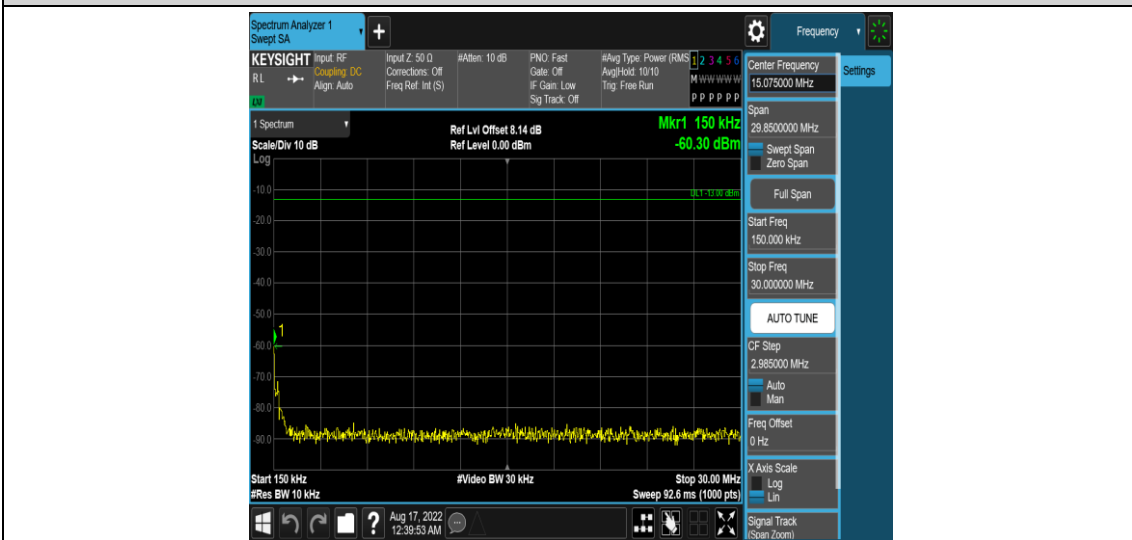 Spectrum Analyzer 1
Swept SA
+
Frequency
KEYSIGHT
RL
LXI
Input: RF
Coupling: DC
Align: Auto
Input Z: 50 Ω
Corrections: Off
Freq Ref: Int (S)
#Atten: 10 dB
PNO: Fast
Gate: Off
IF Gain: Low
Sig Track: Off
#Avg Type: Power (RMS
Avg|Hold: 10/10
Trig: Free Run
1 2 3 4 5 6
M W W W W W
P P P P P P
Center Frequency
15.075000 MHz
Settings
Span
29.8500000 MHz
Swept Span
Zero Span
Full Span
Start Freq
150.000 kHz
Stop Freq
30.000000 MHz
AUTO TUNE
CF Step
2.985000 MHz
Auto
Man
Freq Offset
0 Hz
X Axis Scale
Log
Lin
Signal Track
(Span Zoom)
1 Spectrum
Scale/Div 10 dB
Log
Ref Lvl Offset 8.14 dB
Ref Level 0.00 dBm
Mkr1 150 kHz
-60.30 dBm
DL1 -13.00 dBm
-10.0
-20.0
-30.0
-40.0
-50.0
1
-60.0
-70.0
-80.0
-90.0
Start 150 kHz
#Video BW 30 kHz
Stop 30.00 MHz
#Res BW 10 kHz
Sweep 92.6 ms (1000 pts)
?
Aug 17, 2022
12:39:53 AM